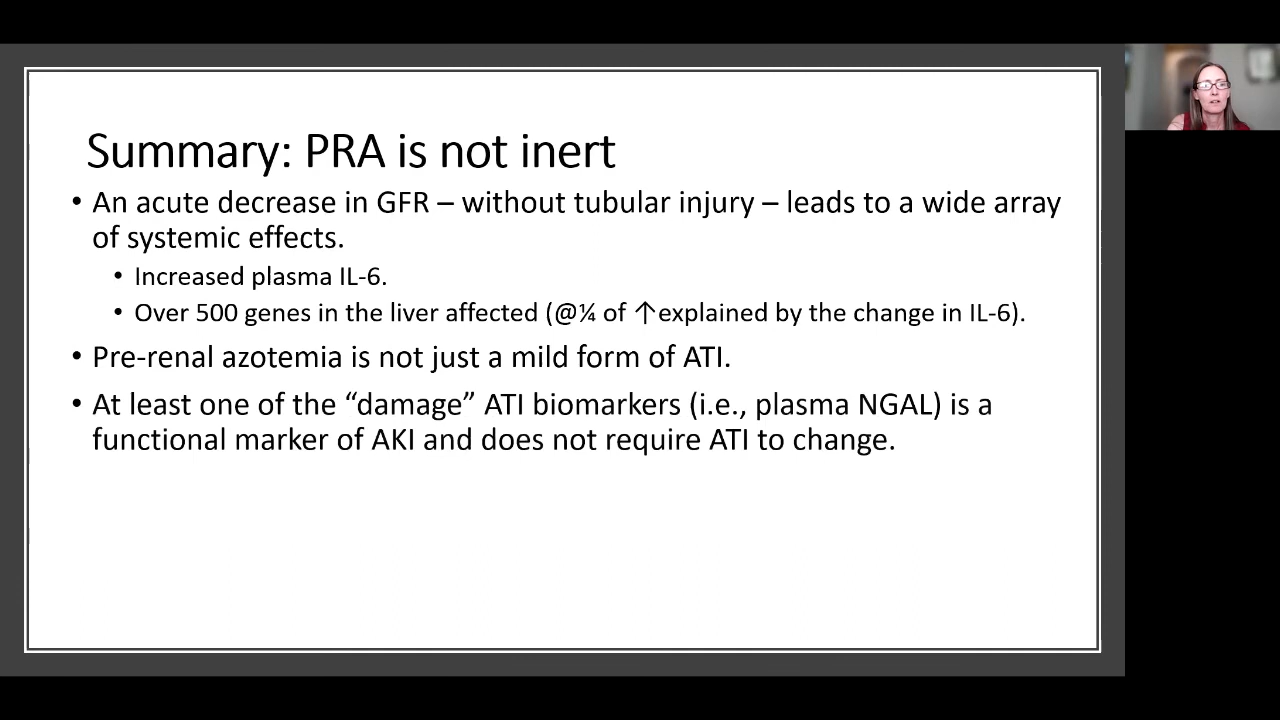 Summary: PRA is not inert
• An acute decrease in GFR – without tubular injury – leads to a wide array
of systemic effects.
• Increased plasma IL-6.
• Over 500 genes in the liver affected (@¼ of ↑explained by the change in IL-6).
• Pre-renal azotemia is not just a mild form of ATI.
• At least one of the “damage” ATI biomarkers (i.e., plasma NGAL) is a
functional marker of AKI and does not require ATI to change.